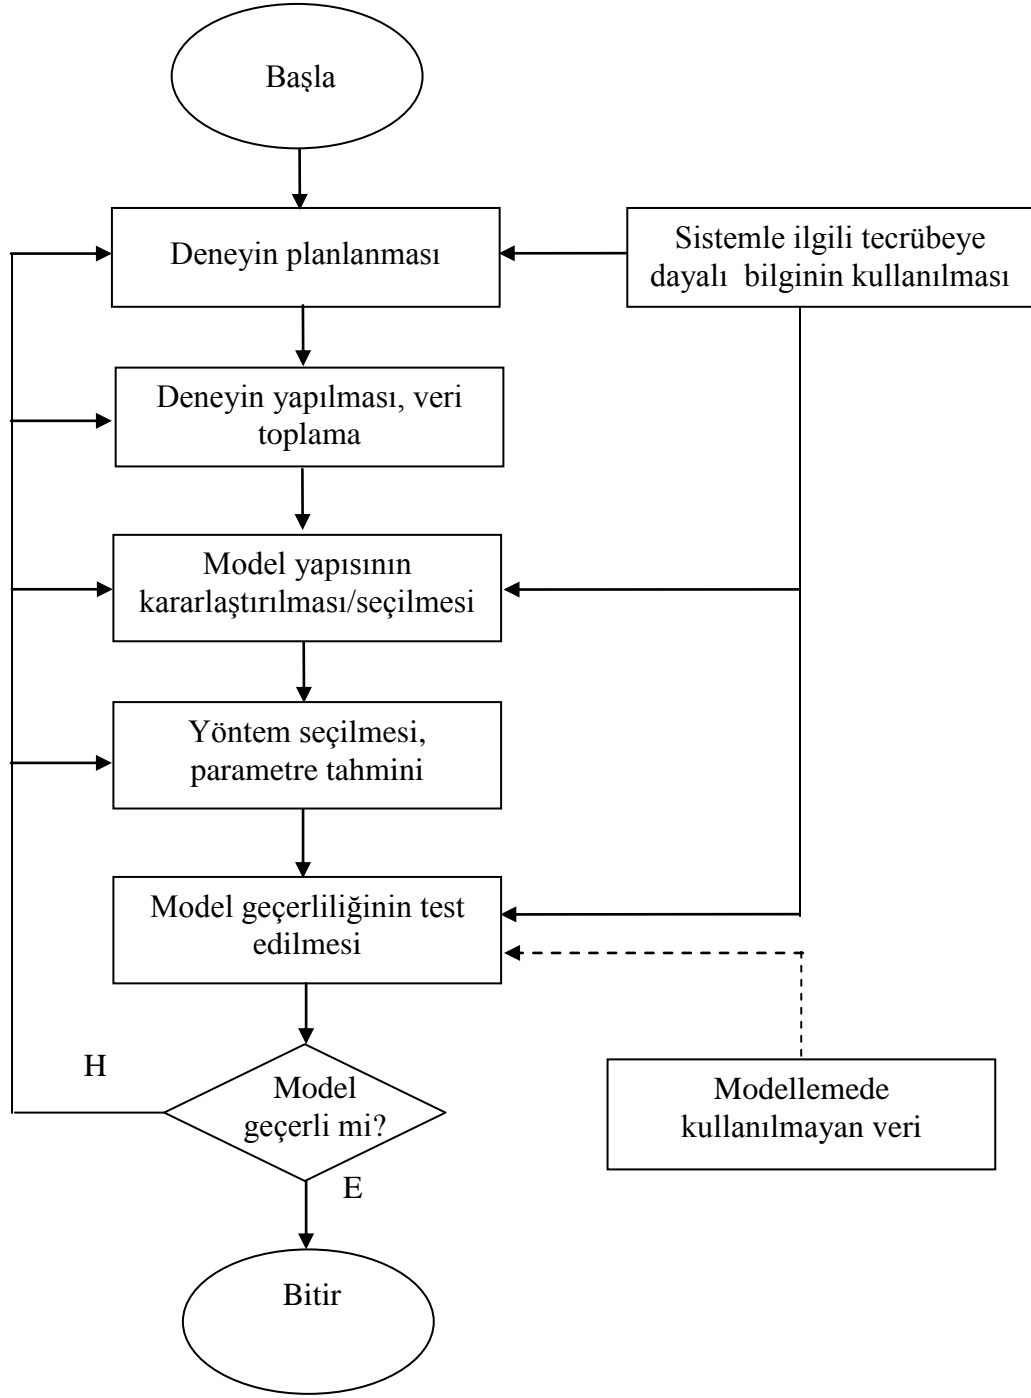 Başla
Deneyin planlanması
Sistemle ilgili tecrübeye
dayalı  bilginin kullanılması
Deneyin yapılması, veri
toplama
Model yapısının
kararlaştırılması/seçilmesi
Yöntem seçilmesi,
parametre tahmini
Model geçerliliğinin test
edilmesi
H
Model
geçerli mi?
Modellemede
kullanılmayan veri
E
Bitir